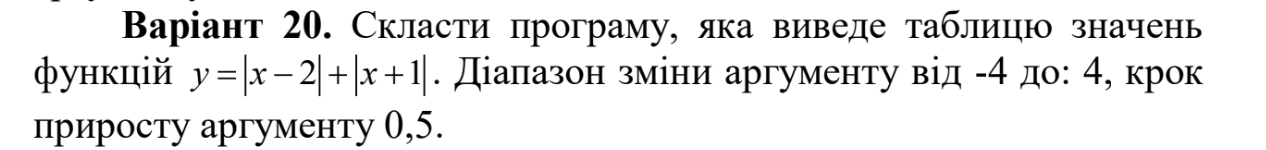 Варіант 20. Скласти програму, яка виведе таблицю значень
функцій y = |x − 2| + |x + 1|. Діапазон зміни аргументу від -4 до: 4, крок
приросту аргументу 0,5.